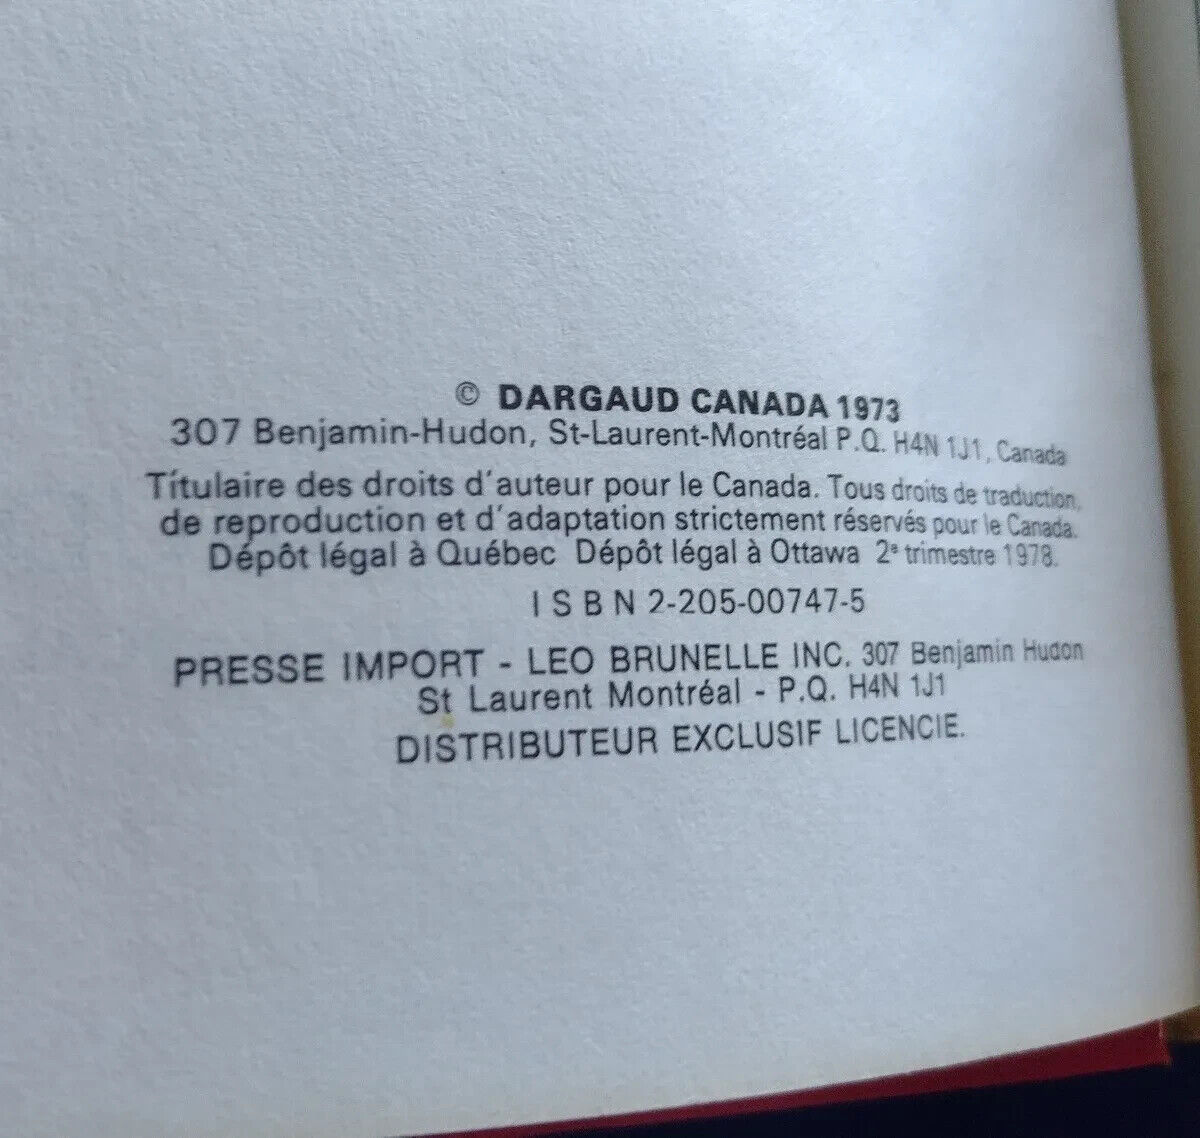 © DARGAUD CANADA 1973
307 Benjamin-Hudon, St-Laurent-Montréal P.Q. H4N 1J1, Canada
Títulaire des droits d'auteur pour le Canada. Tous droits de traduction,
de reproduction et d'adaptation strictement réservés pour le Canada.
Dépôt légal à Québec Dépôt légal à Ottawa 2e trimestre 1978.
I S B N 2-205-00747-5
PRESSE IMPORT - LEO BRUNELLE INC. 307 Benjamin Hudon
St Laurent Montréal - P.Q. H4N 1J1
DISTRIBUTEUR EXCLUSIF LICENCIE.